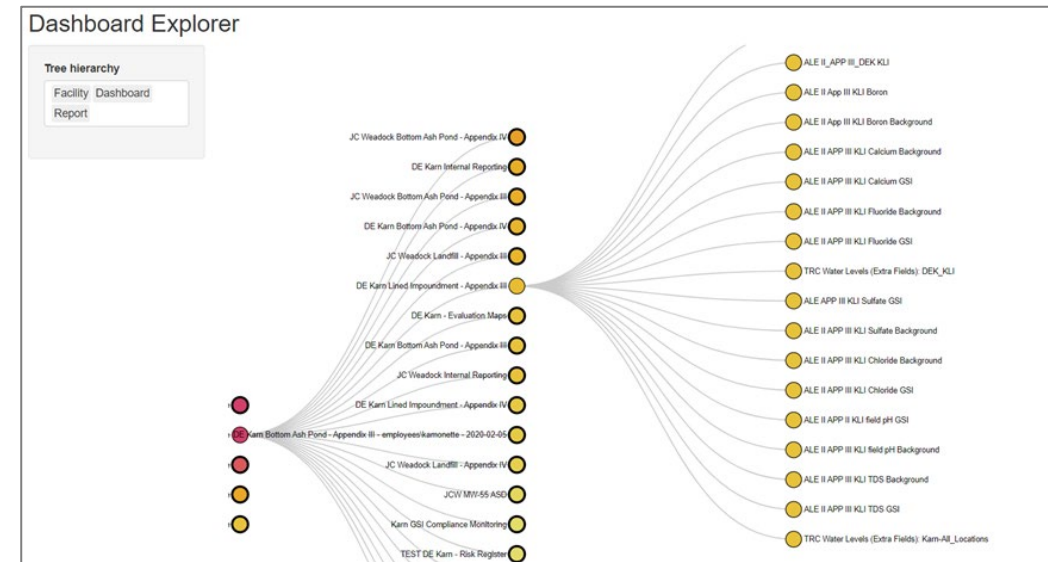 Dashboard Explorer
Tree hierarchy
Facility Dashboard
Report
JC Weadock Bottom Ash Pond - Appendix IV
DE Karn Internal Reporting
JC Weadock Bottom Ash Pond - Appendix III
DE Karn Bottom Ash Pond - Appendix IV
JC Weadock Landfill - Appendix III
DE Karn Lined Impoundment - Appendix III
DE Karn - Evaluation Maps
DE Karn Bottom Ash Pond - Appendix III
JC Weadock Internal Reporting
DE Karn Lined Impoundment - Appendix IV
DE Karn Bottom Ash Pond - Appendix III - employees\kamonette - 2020-02-05
JC Weadock Landfill - Appendix IV
JCW MW-55 ASD
Karn GSI Compliance Monitoring
TEST DE Karn - Risk Register
ALE II_APP III_DEK KLI
ALE II App III KLI Boron
ALE II App III KLI Boron Background
ALE II APP III KLI Calcium Background
ALE II APP III KLI Calcium GSI
ALE II APP III KLI Fluoride Background
ALE II APP III KLI Fluoride GSI
TRC Water Levels (Extra Fields): DEK_KLI
ALE APP III KLI Sulfate GSI
ALE II APP III KLI Sulfate Background
ALE II APP III KLI Chloride Background
ALE II APP III KLI Chloride GSI
ALE II APP II KLI field pH GSI
ALE II APP III KLI field pH Background
ALE II APP III KLI TDS Background
ALE II APP III KLI TDS GSI
TRC Water Levels (Extra Fields): Karn-All_Locations